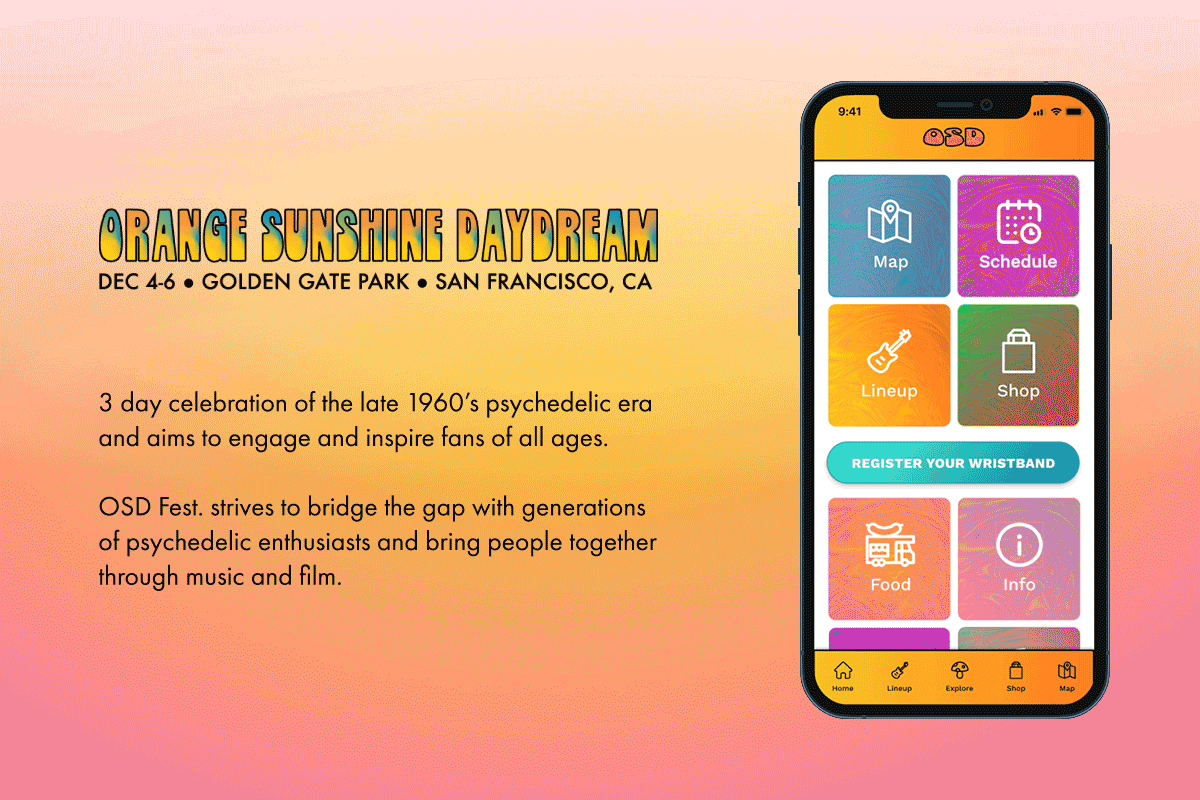 ORANGE SUNSHINE DAYDREAM
DEC 4-6 • GOLDEN GATE PARK • SAN FRANCISCO, CA
3 day celebration of the late 1960’s psychedelic era
and aims to engage and inspire fans of all ages.
OSD Fest. strives to bridge the gap with generations
of psychedelic enthusiasts and bring people together
through music and film.
9:41
OSD
Map
Schedule
Lineup
Shop
REGISTER YOUR WRISTBAND
Food
Info
Home
Lineup
Explore
Shop
Map